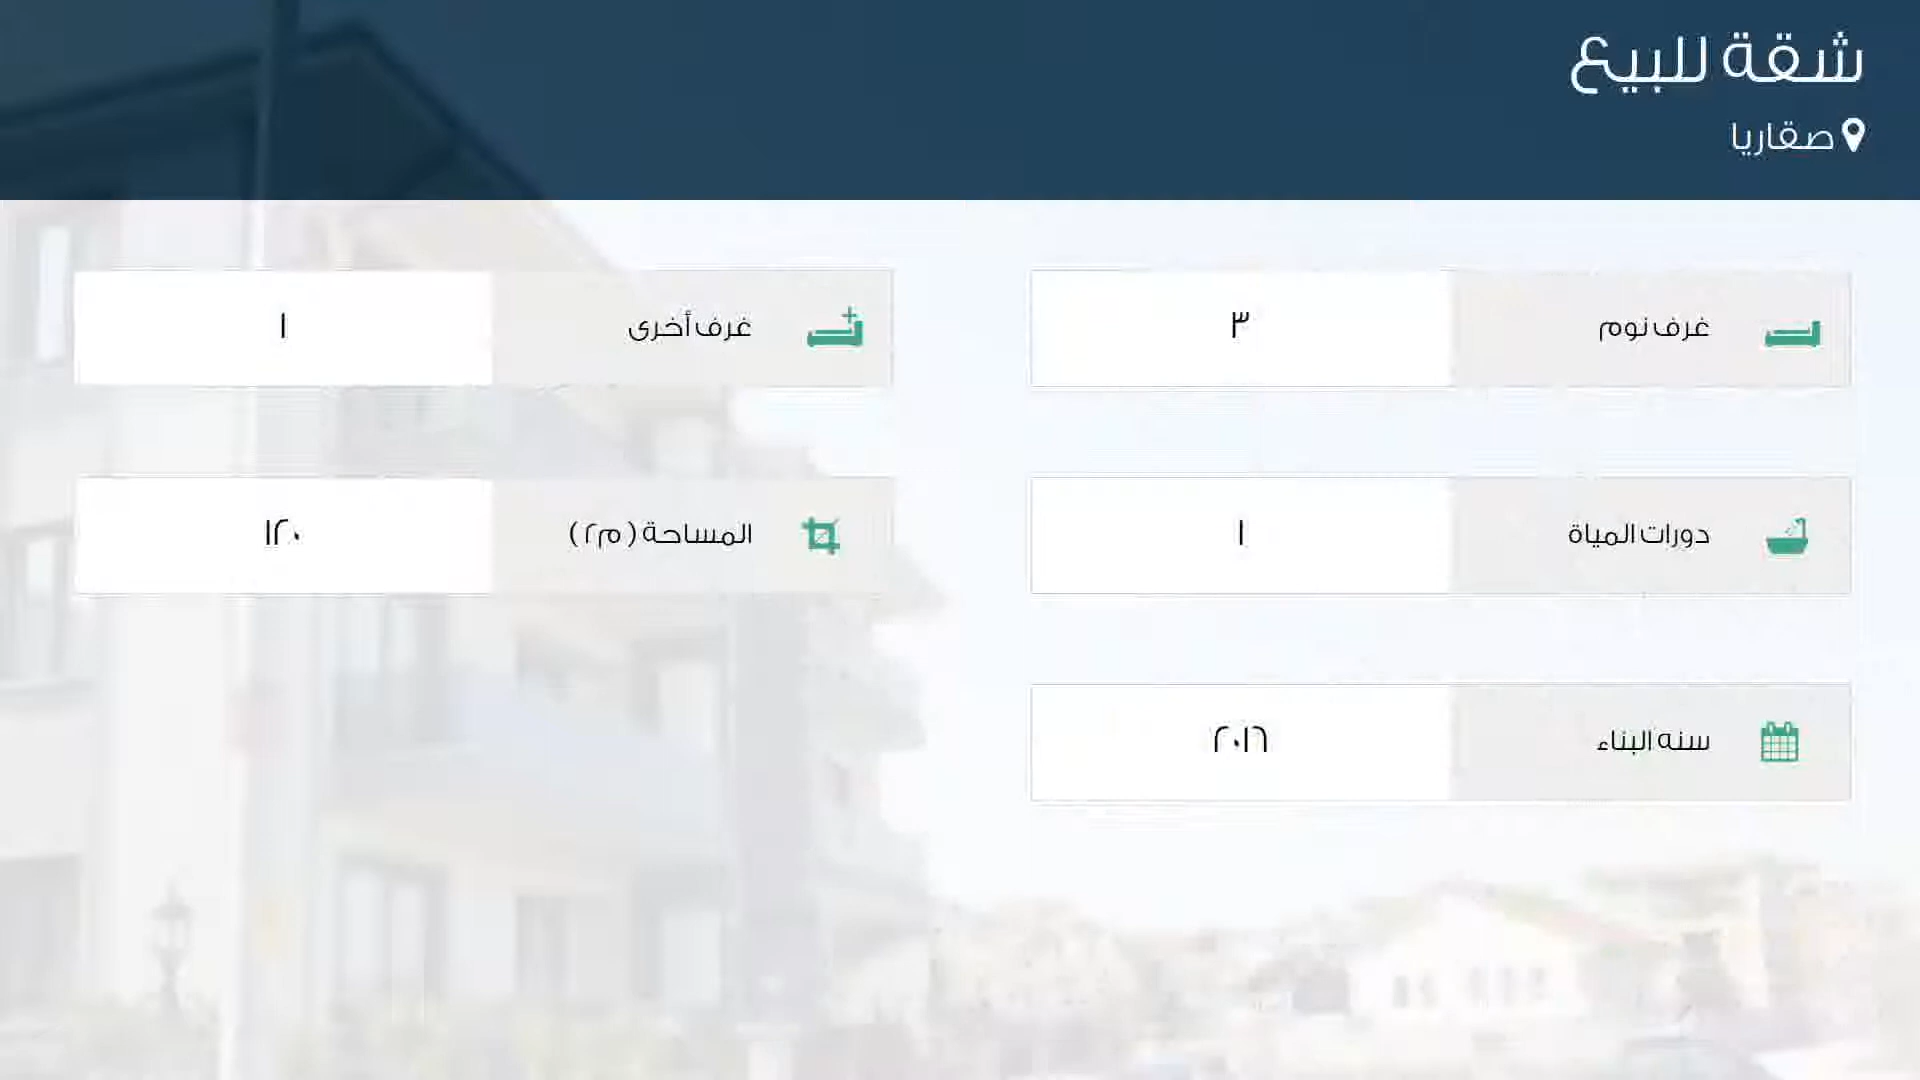 شقة للبيع
صقاريا
غرف نوم ٣
غرف أخرى ١
دورات المياة ١
المساحة (م٢) ١٢٠
سنه البناء ٢٠١٦